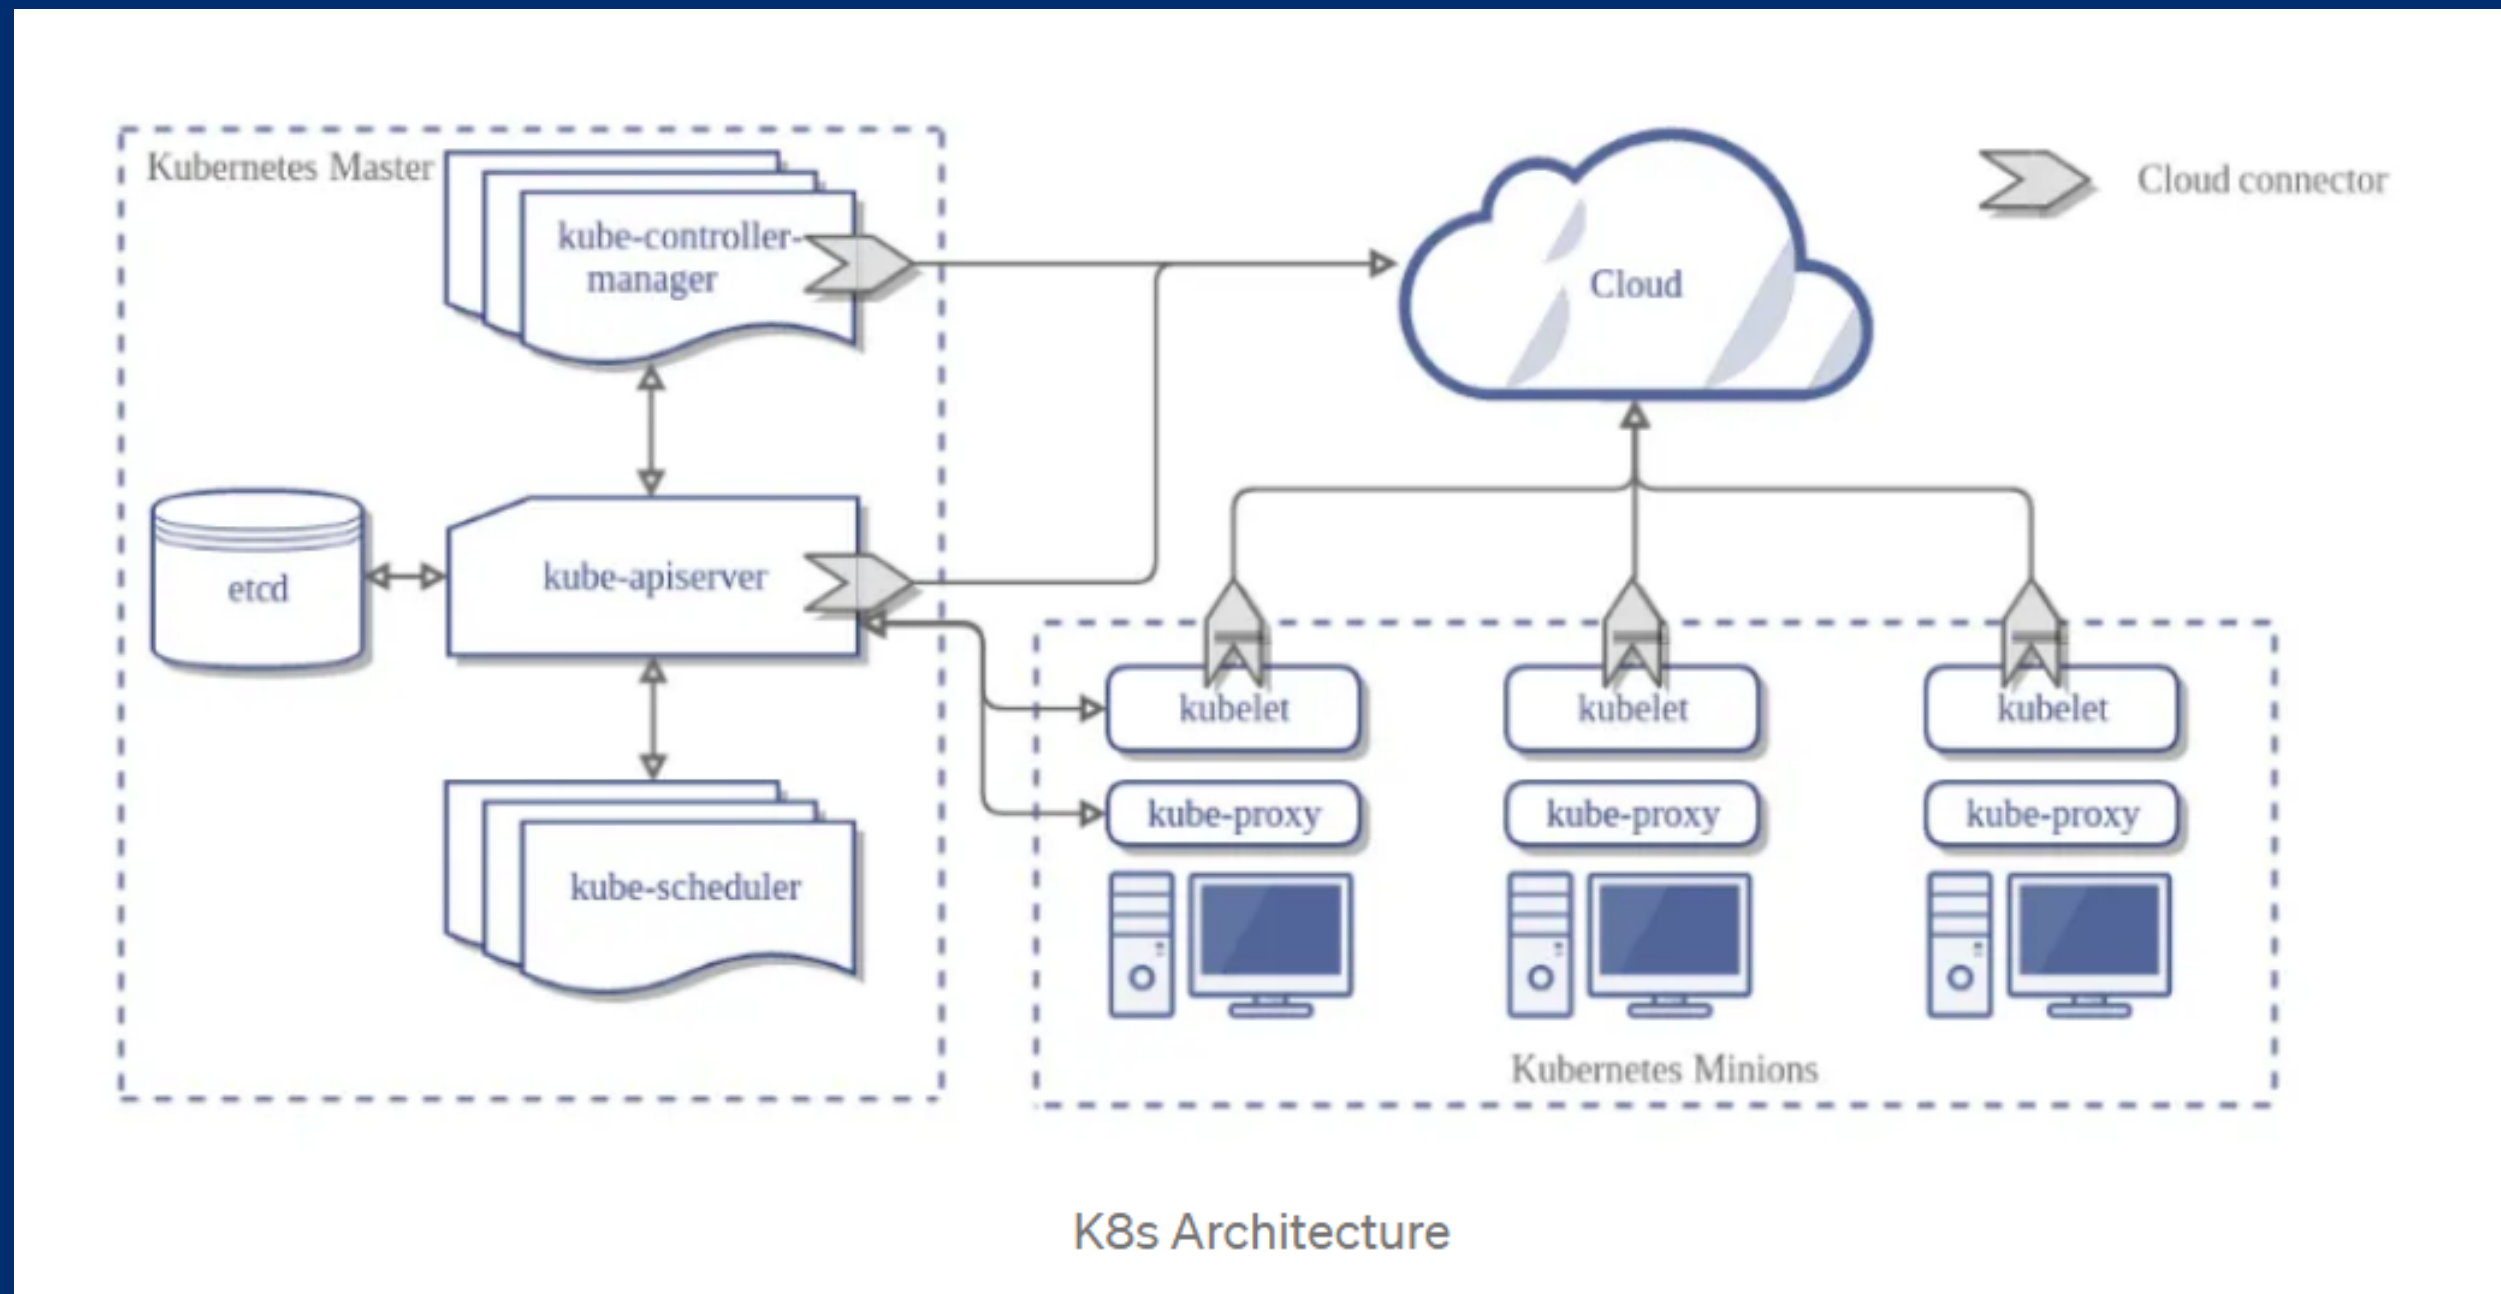 Kubernetes Master
kube-controller-
manager
Cloud
Cloud connector
etcd
kube-apiserver
kube-scheduler
kubelet
kubelet
kubelet
kube-proxy
kube-proxy
kube-proxy
Kubernetes Minions
K8s Architecture